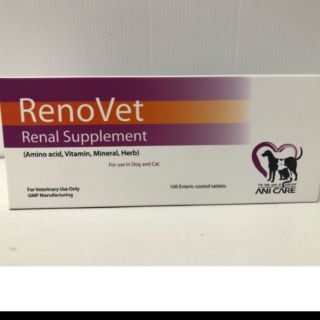 RenoVet
Renal Supplement
(Amino acid, Vitamin, Mineral, Herb)
For use in Dog and Cat.
For Veterinary Use Only
GMP Manufacturing
100 Enteric coated tablets
ANI CARE